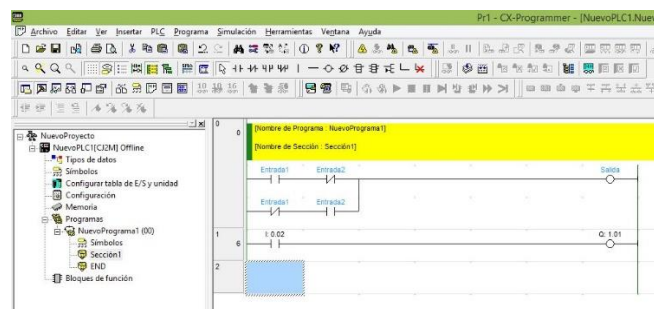 Pr1 - CX-Programmer - [NuevoPLC1.Nuev
Archivo Editar Ver Insertar PLC Programa Simulación Herramientas Ventana Ayuda
NuevoProyecto
NuevoPLC1[CJ2M] Offline
Tipos de datos
Símbolos
Configurar tabla de E/S y unidad
Configuración
Memoria
Programas
NuevoPrograma1 (00)
Símbolos
Sección1
END
Bloques de función
0
0
[Nombre de Programa : NuevoPrograma1]
[Nombre de Sección : Sección1]
Entrada1 Entrada2 Salida
Entrada1 Entrada2
1
6
I: 0.02 Q: 1.01
2